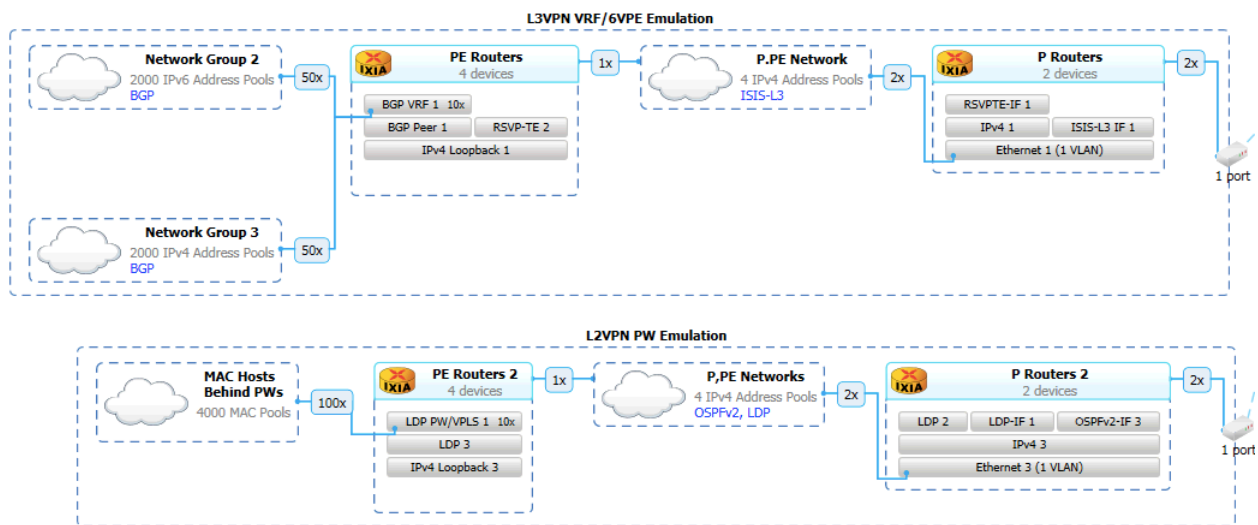 L3VPN VRF/6VPE Emulation
Network Group 2
2000 IPv6 Address Pools
BGP
50x
IXIA
PE Routers
4 devices
BGP VRF 1 10x
BGP Peer 1
RSVP-TE 2
IPv4 Loopback 1
1x
P.PE Network
4 IPv4 Address Pools
ISIS-L3
2x
IXIA
P Routers
2 devices
RSVPTE-IF 1
IPv4 1
ISIS-L3 IF 1
Ethernet 1 (1 VLAN)
2x
1 port
Network Group 3
2000 IPv4 Address Pools
BGP
50x
L2VPN PW Emulation
MAC Hosts
Behind PWs
4000 MAC Pools
100x
IXIA
PE Routers 2
4 devices
LDP PW/VPLS 1 10x
LDP 3
IPv4 Loopback 3
1x
P,PE Networks
4 IPv4 Address Pools
OSPFv2, LDP
2x
IXIA
P Routers 2
2 devices
LDP 2
LDP-IF 1
OSPFv2-IF 3
IPv4 3
Ethernet 3 (1 VLAN)
2x
1 port